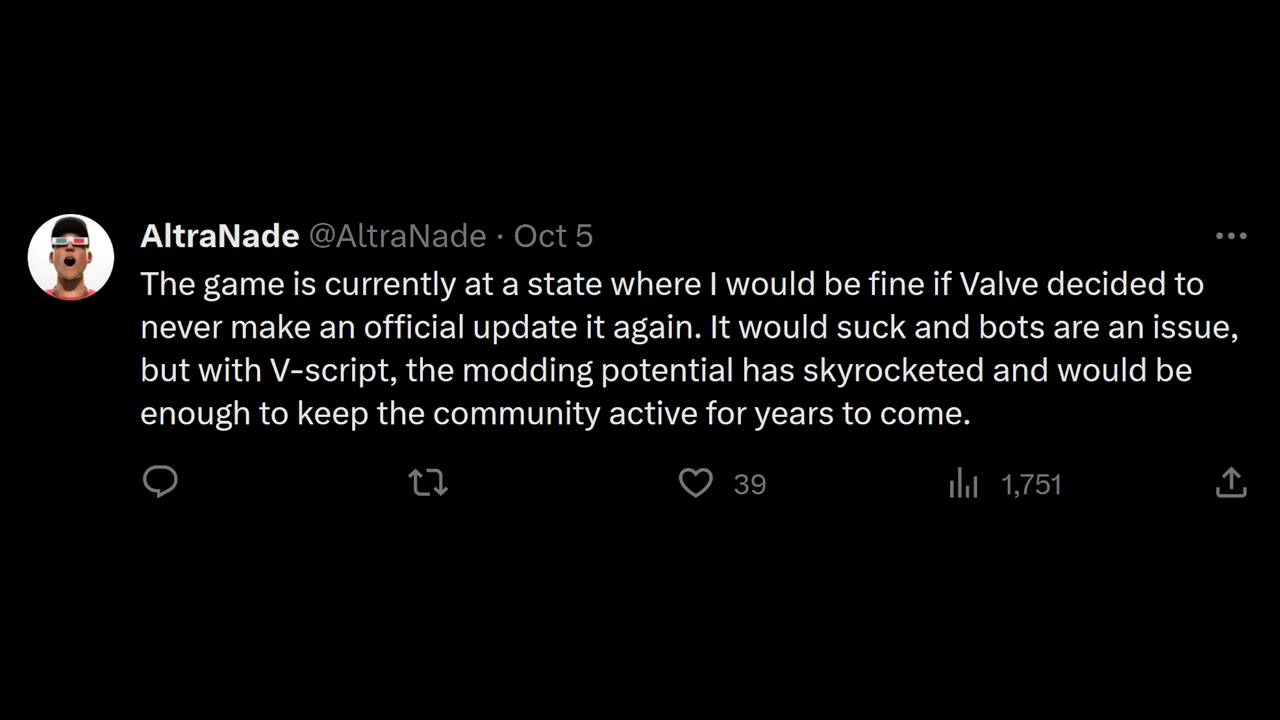 AltraNade @AltraNade · Oct 5
The game is currently at a state where I would be fine if Valve decided to
never make an official update it again. It would suck and bots are an issue,
but with V-script, the modding potential has skyrocketed and would be
enough to keep the community active for years to come.
39 1,751